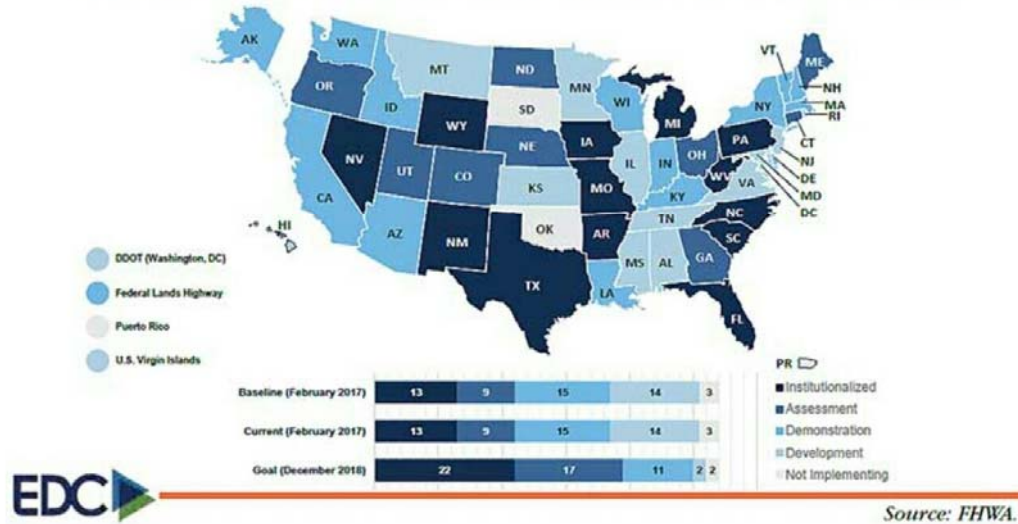 AK
WA
MT
ND
MN
VT
ME
OR
ID
SD
WI
NY
NH
MA
RI
WY
MI
CT
NV
NE
IA
PA
NJ
UT
CO
IL
IN
OH
DE
WV
VA
MD
CA
KS
MO
KY
DC
HI
AZ
NM
OK
AR
TN
NC
SC
MS
AL
GA
TX
LA
FL
DDOT (Washington, DC)
Federal Lands Highway
Puerto Rico
U.S. Virgin Islands
PR
Baseline (February 2017) 13 9 15 14 3
Current (February 2017) 13 9 15 14 3
Goal (December 2018) 22 17 11 2 2
Institutionalized
Assessment
Demonstration
Development
Not Implementing
EDC
Source: FHWA.